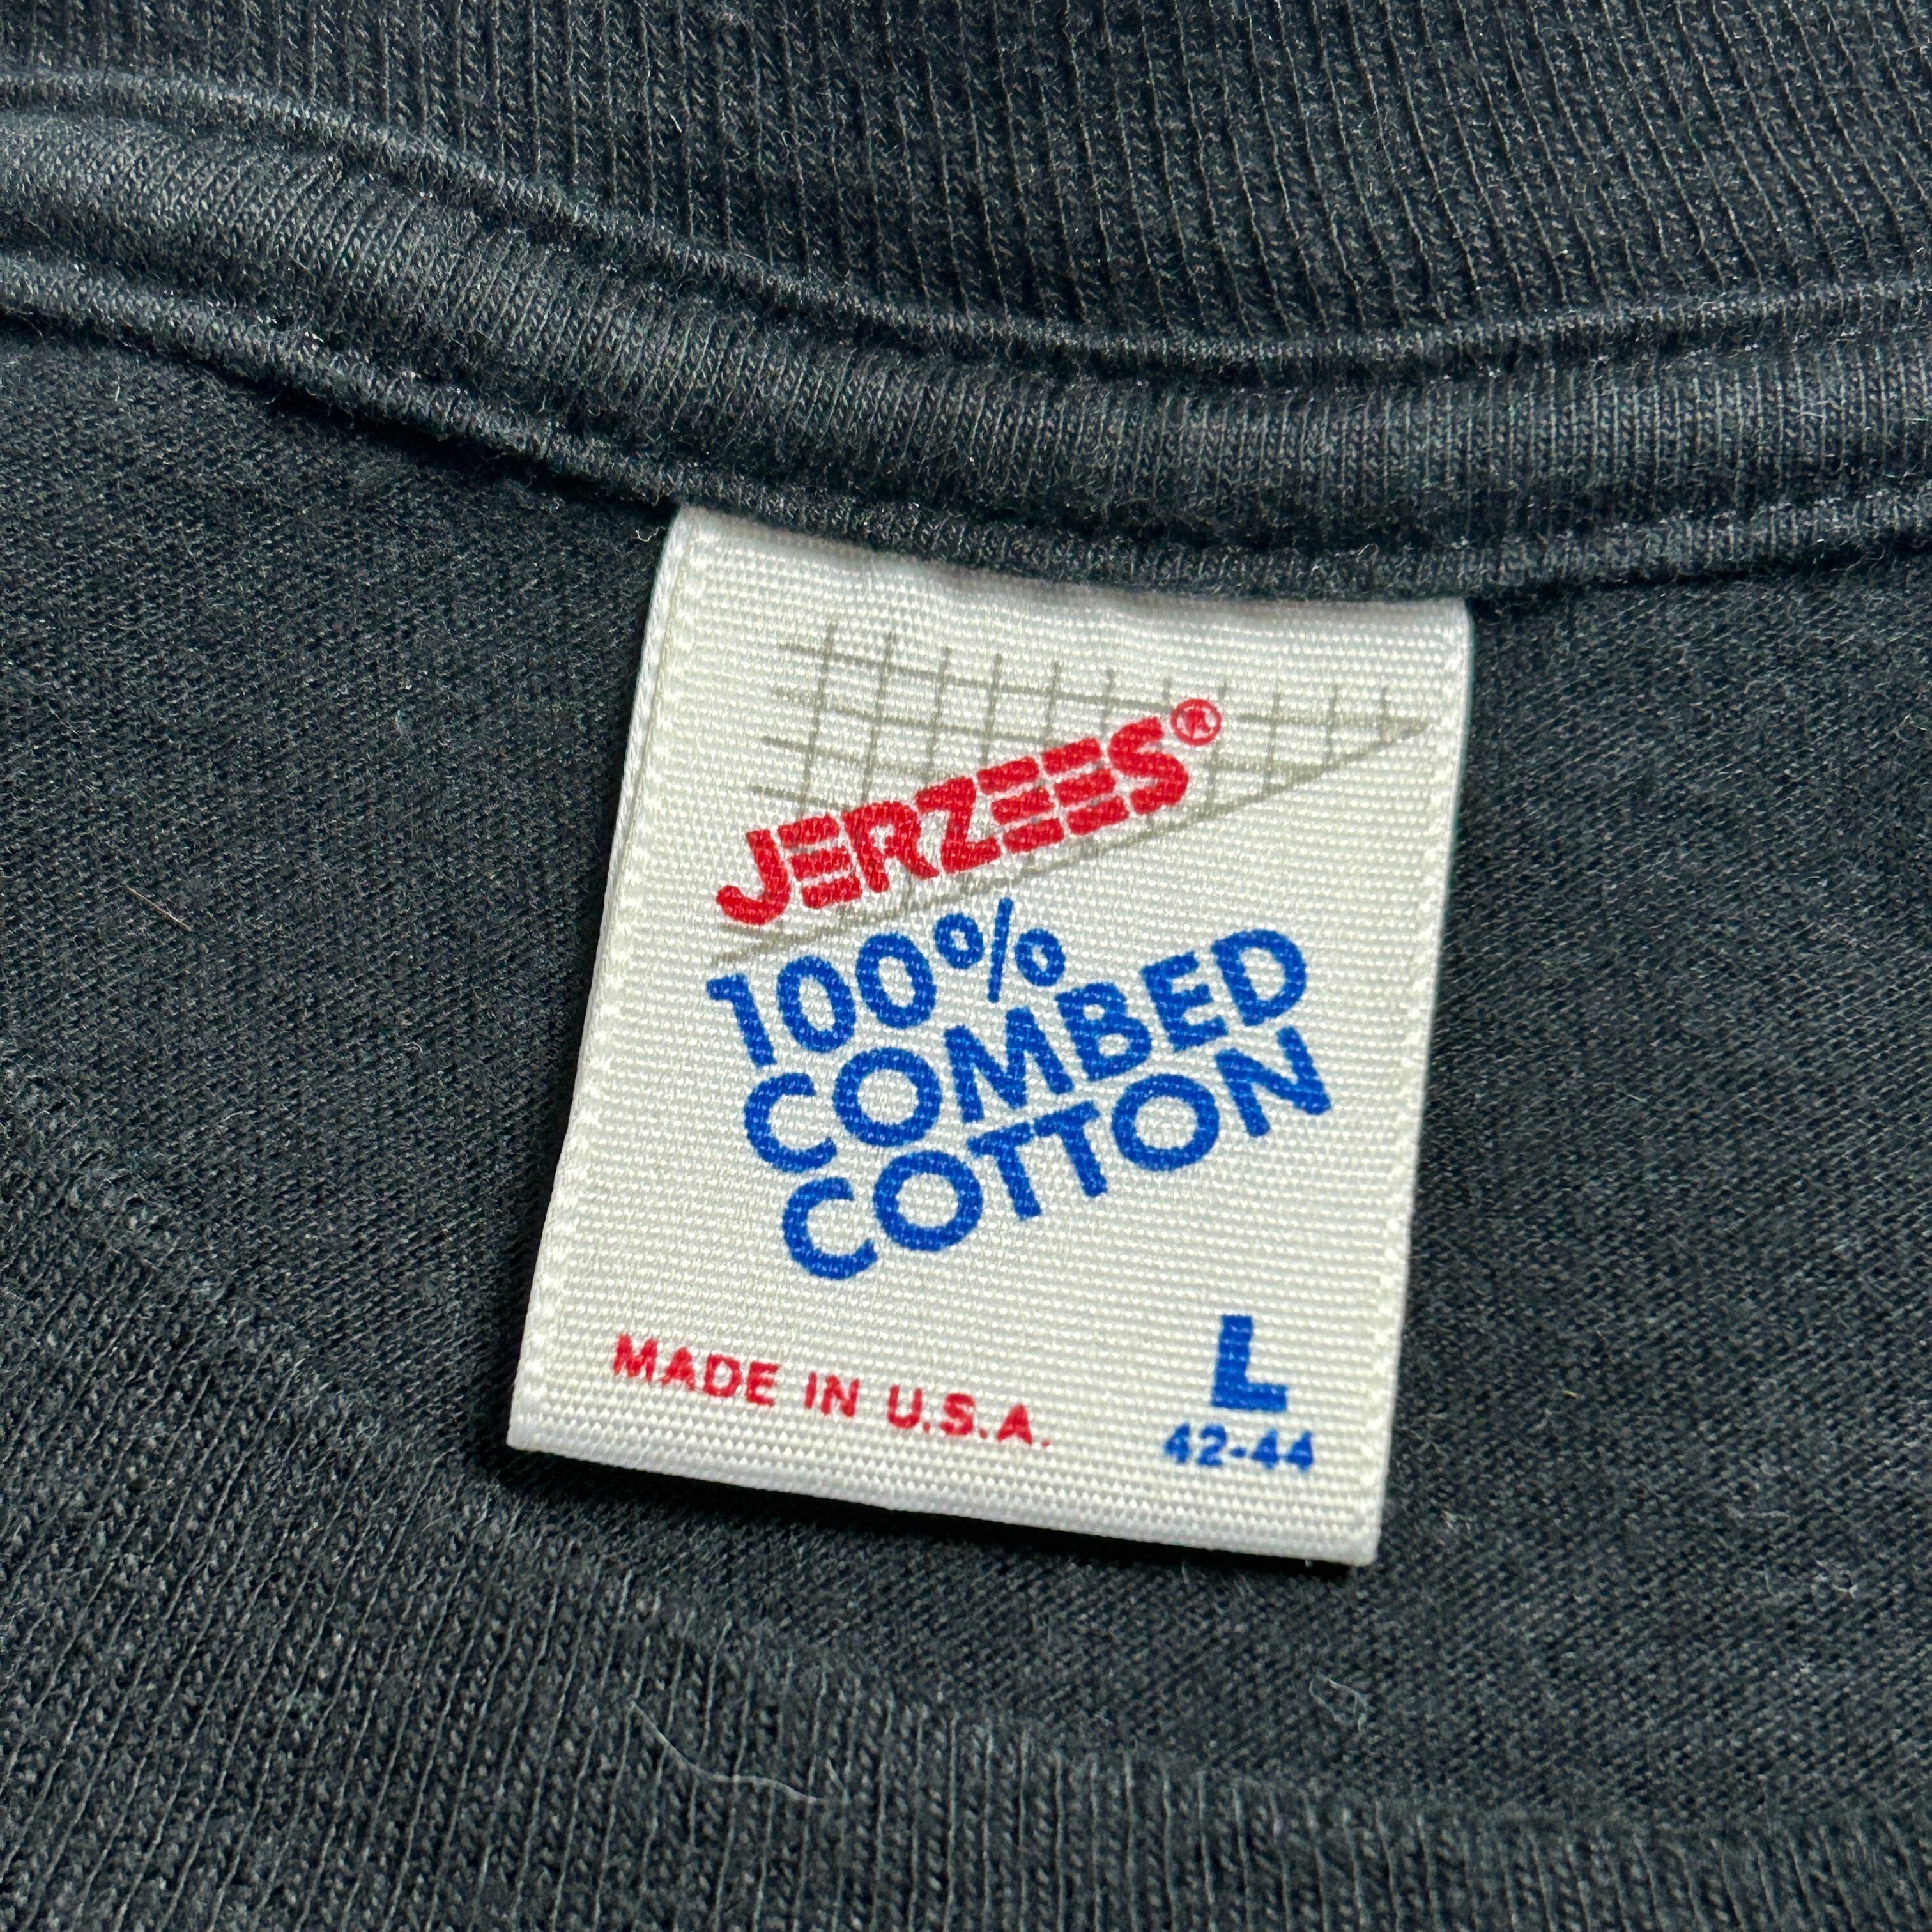 JERZEES®
100%
COMBED
COTTON
MADE IN U.S.A.
L
42-44